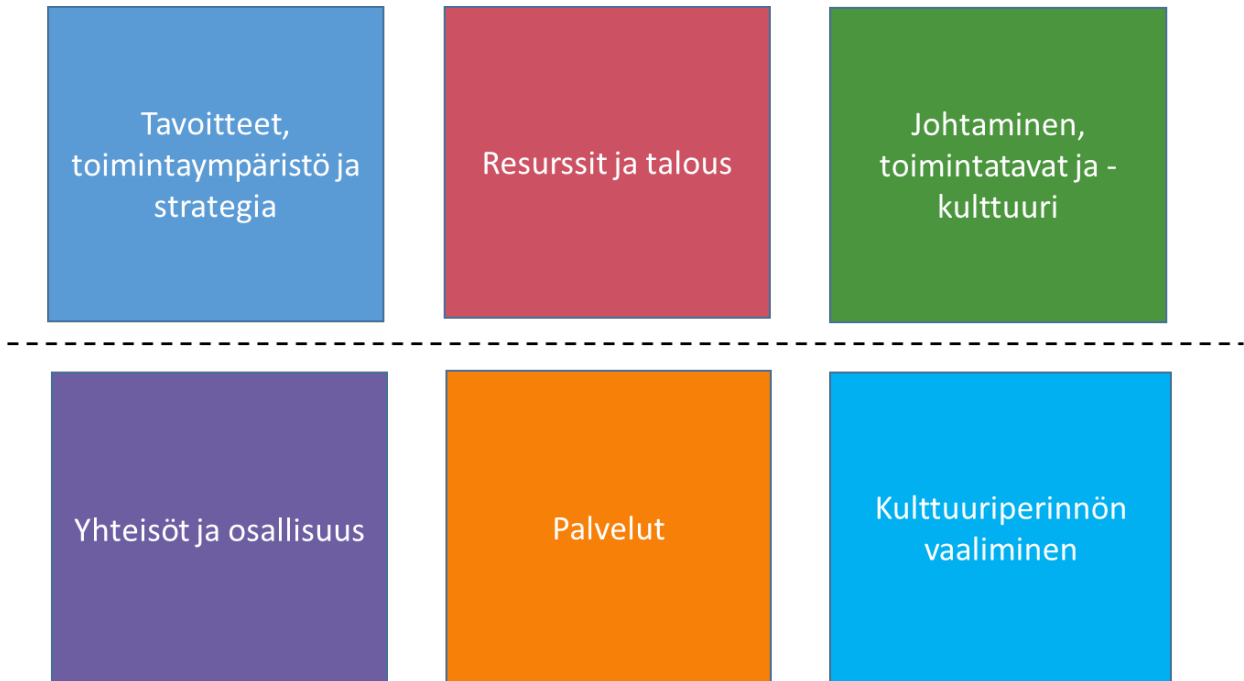 Tavoitteet,
toimintaympäristö ja
strategia
Resurssit ja talous
Johtaminen,
toimintatavat ja -
kulttuuri
Yhteisöt ja osallisuus
Palvelut
Kulttuuriperinnön
vaaliminen